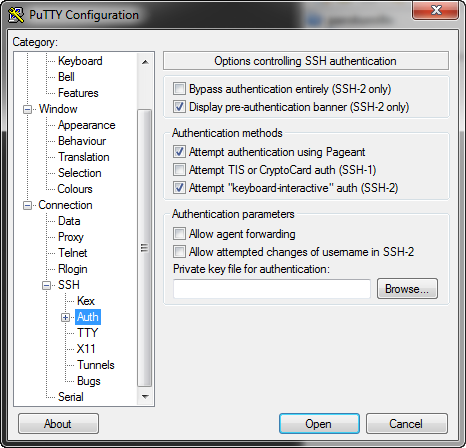 PuTTY Configuration
Category:
Keyboard
Bell
Features
Window
Appearance
Behaviour
Translation
Selection
Colours
Connection
Data
Proxy
Telnet
Rlogin
SSH
Kex
Auth
TTY
X11
Tunnels
Bugs
Serial
Options controlling SSH authentication
Bypass authentication entirely (SSH-2 only)
Display pre-authentication banner (SSH-2 only)
Authentication methods
Attempt authentication using Pageant
Attempt TIS or CryptoCard auth (SSH-1)
Attempt "keyboard-interactive" auth (SSH-2)
Authentication parameters
Allow agent forwarding
Allow attempted changes of username in SSH-2
Private key file for authentication:
Browse...
About
Open
Cancel